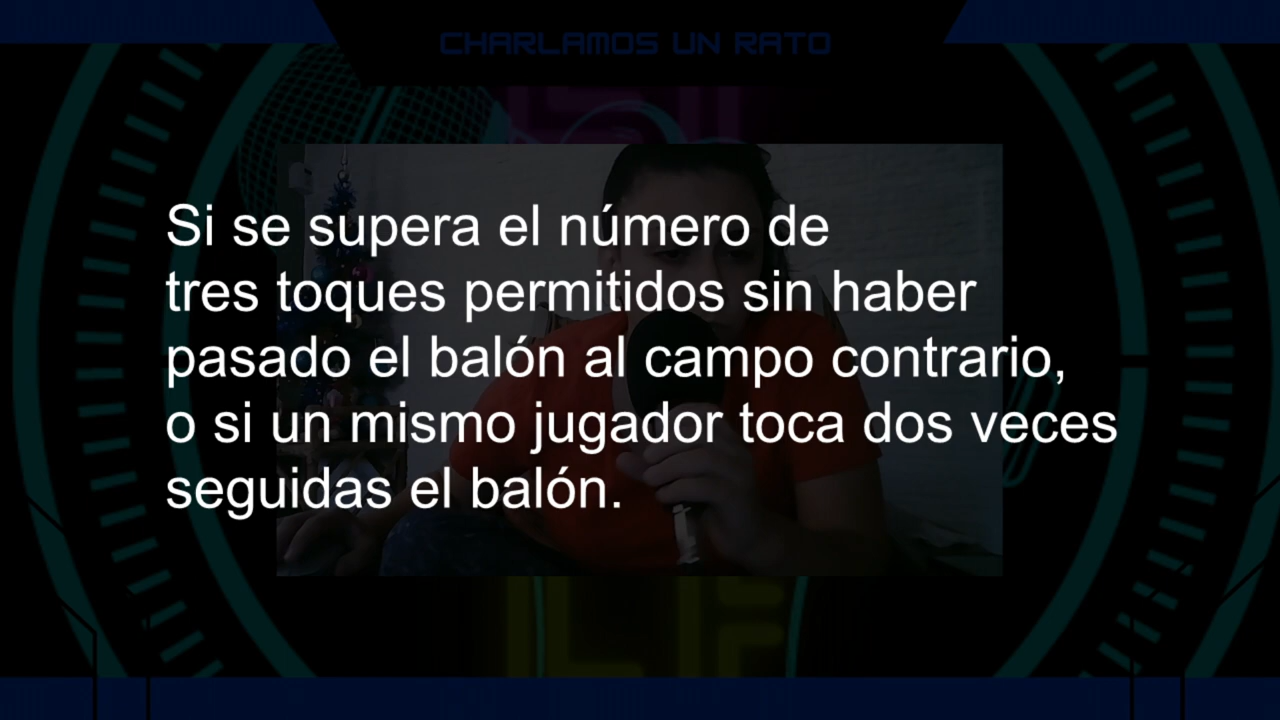 CHARLAMOS UN RATO
Si se supera el número de
tres toques permitidos sin haber
pasado el balón al campo contrario,
o si un mismo jugador toca dos veces
seguidas el balón.